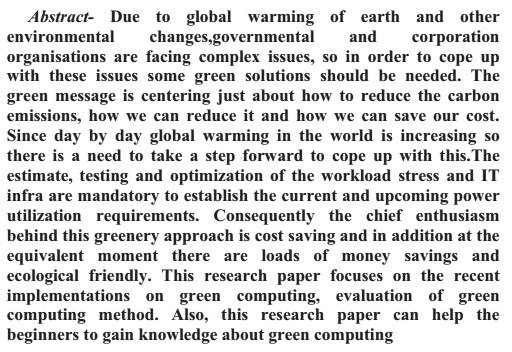 Abstract- Due to global warming of earth and other
environmental changes,governmental and corporation
organisations are facing complex issues, so in order to cope up
with these issues some green solutions should be needed. The
green message is centering just about how to reduce the carbon
emissions, how we can reduce it and how we can save our cost.
Since day by day global warming in the world is increasing so
there is a need to take a step forward to cope up with this.The
estimate, testing and optimization of the workload stress and IT
infra are mandatory to establish the current and upcoming power
utilization requirements. Consequently the chief enthusiasm
behind this greenery approach is cost saving and in addition at the
equivalent moment there are loads of money savings and
ecological friendly. This research paper focuses on the recent
implementations on green computing, evaluation of green
computing method. Also, this research paper can help the
beginners to gain knowledge about green computing